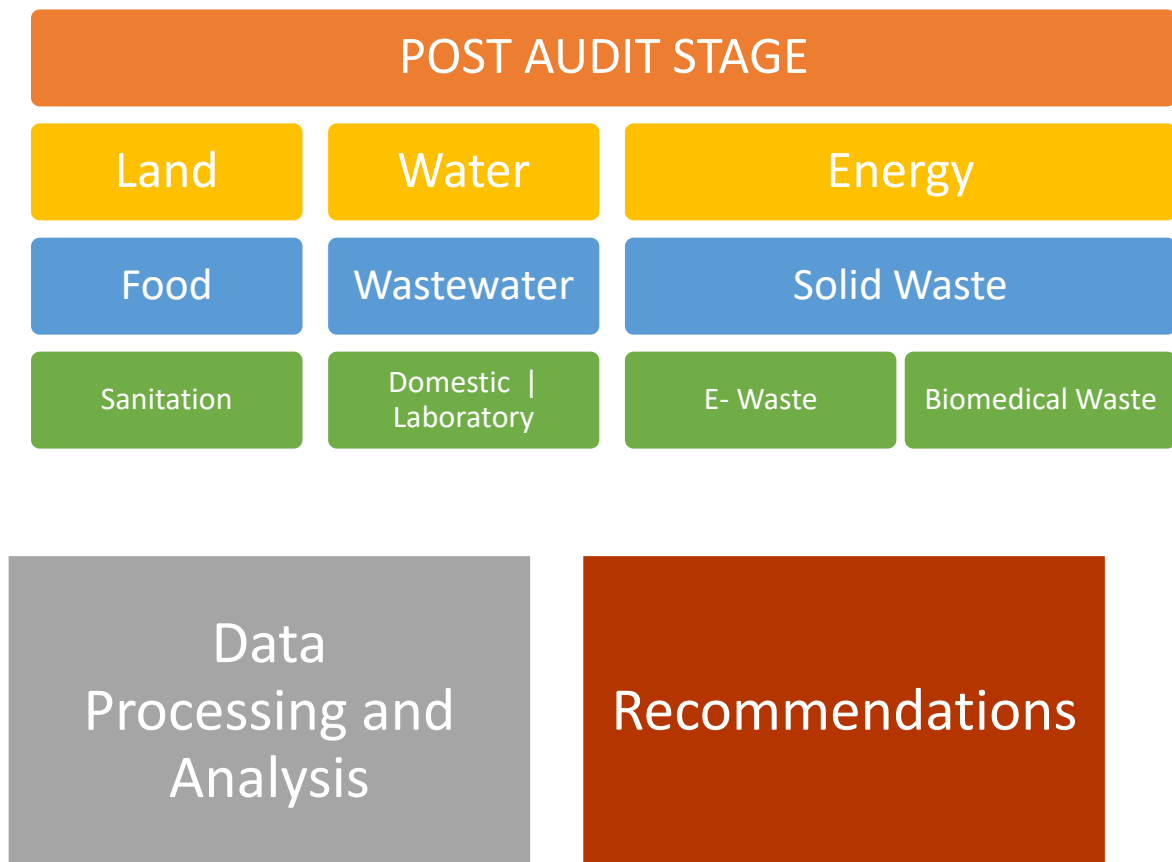 POST AUDIT STAGE
Land
Water
Energy
Food
Wastewater
Solid Waste
Sanitation
Domestic |
Laboratory
E- Waste
Biomedical Waste
Data
Processing and
Analysis
Recommendations